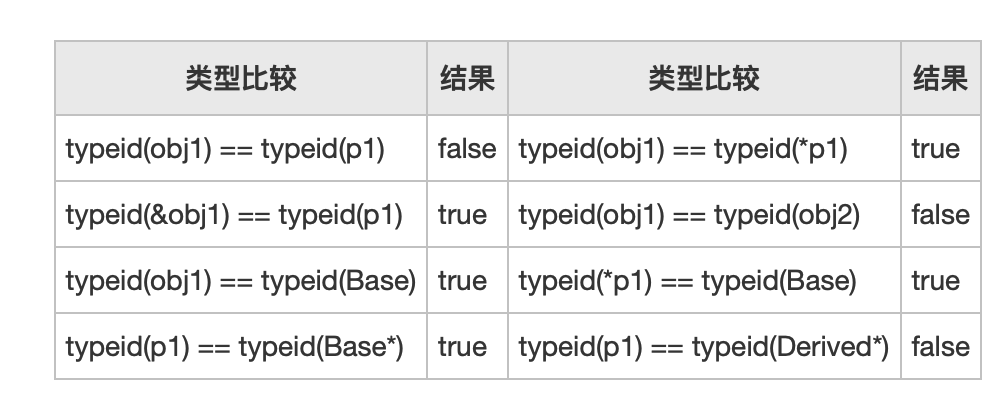 类型比较 结果 类型比较 结果
typeid(obj1) == typeid(p1) false typeid(obj1) == typeid(*p1) true
typeid(&obj1) == typeid(p1) true typeid(obj1) == typeid(obj2) false
typeid(obj1) == typeid(Base) true typeid(*p1) == typeid(Base) true
typeid(p1) == typeid(Base*) true typeid(p1) == typeid(Derived*) false